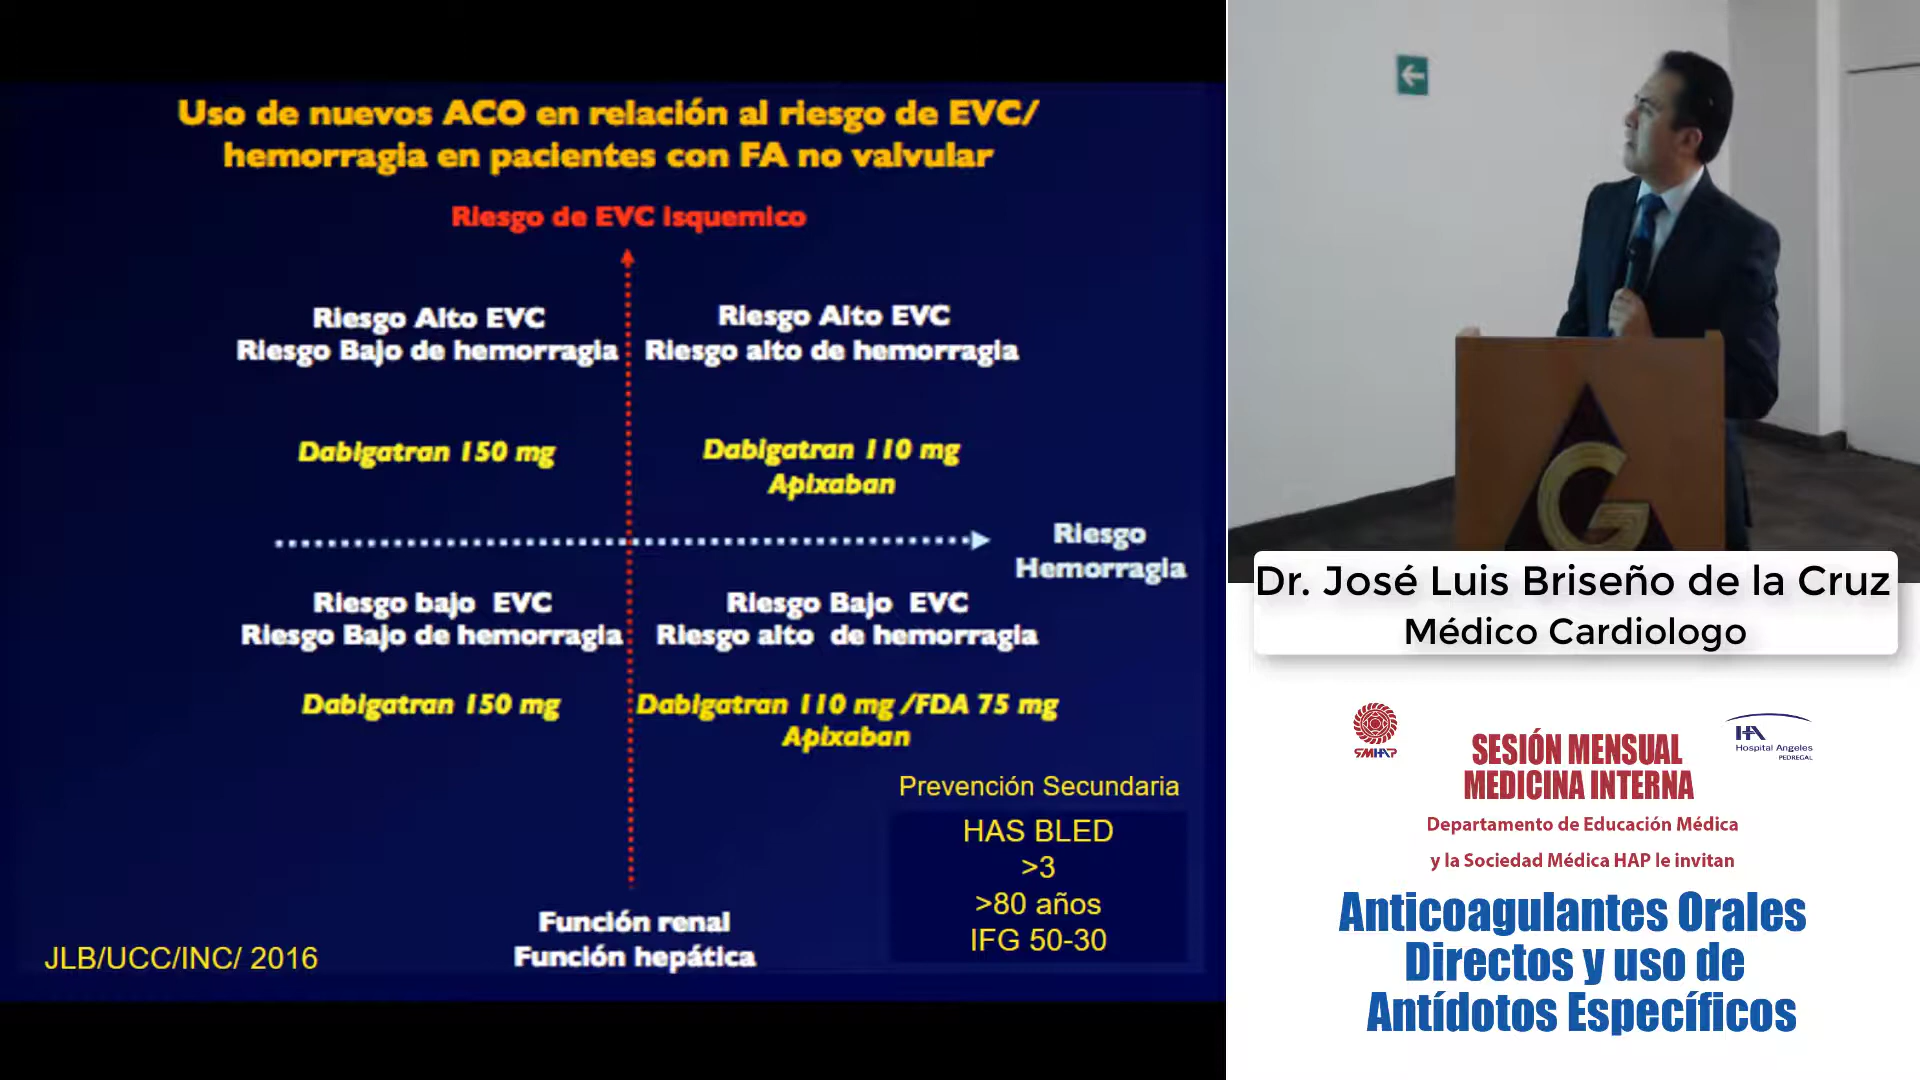 Uso de nuevos ACO en relación al riesgo de EVC/
hemorragia en pacientes con FA no valvular
Riesgo de EVC isquemico
Riesgo Alto EVC
Riesgo Bajo de hemorragia
Riesgo Alto EVC
Riesgo alto de hemorragia
Dabigatran 150 mg
Dabigatran 110 mg
Apixaban
Riesgo
Hemorragia
Riesgo bajo EVC
Riesgo Bajo de hemorragia
Riesgo Bajo EVC
Riesgo alto de hemorragia
Dabigatran 150 mg
Dabigatran 110 mg /FDA 75 mg
Apixaban
Prevención Secundaria
HAS BLED
>3
>80 años
IFG 50-30
Función renal
Función hepática
JLB/UCC/INC/ 2016
G
Dr. José Luis Briseño de la Cruz
Médico Cardiologo
SMHAP
HA
Hospital Angeles
PEDREGAL
SESIÓN MENSUAL
MEDICINA INTERNA
Departamento de Educación Médica
y la Sociedad Médica HAP le invitan
Anticoagulantes Orales
Directos y uso de
Antídotos Específicos